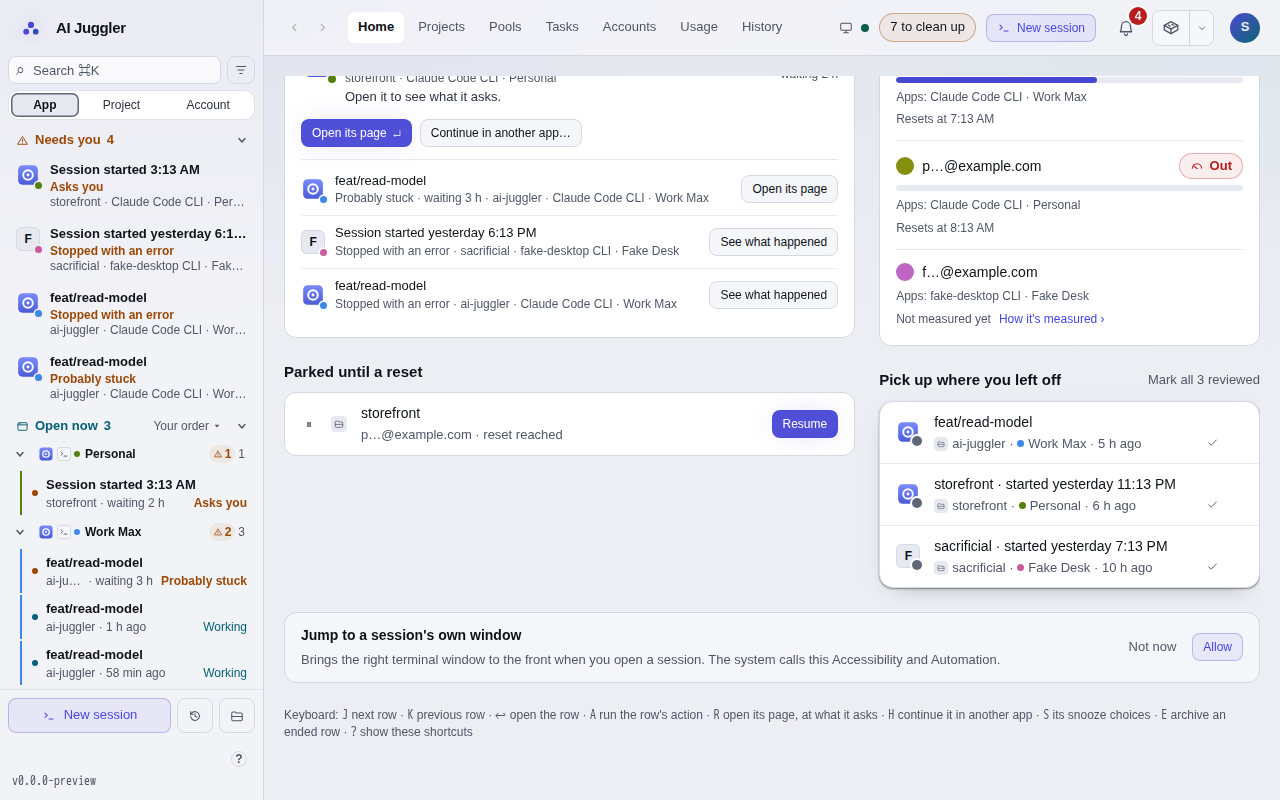 AI Juggler
Search ⌘K
App
Project
Account
Needs you 4
Session started 3:13 AM
Asks you
storefront · Claude Code CLI · Per…
F
Session started yesterday 6:1…
Stopped with an error
sacrificial · fake-desktop CLI · Fak…
feat/read-model
Stopped with an error
ai-juggler · Claude Code CLI · Wor…
feat/read-model
Probably stuck
ai-juggler · Claude Code CLI · Wor…
Open now 3
Your order
Personal
1 1
Session started 3:13 AM
storefront · waiting 2 h Asks you
Work Max
2 3
feat/read-model
ai-ju… · waiting 3 h Probably stuck
feat/read-model
ai-juggler · 1 h ago Working
feat/read-model
ai-juggler · 58 min ago Working
New session
?
v0.0.0-preview
Home
Projects
Pools
Tasks
Accounts
Usage
History
7 to clean up
New session
4
S
storefront · Claude Code CLI · Personal
Open it to see what it asks.
Open its page ↵
Continue in another app…
feat/read-model
Probably stuck · waiting 3 h · ai-juggler · Claude Code CLI · Work Max
Open its page
F
Session started yesterday 6:13 PM
Stopped with an error · sacrificial · fake-desktop CLI · Fake Desk
See what happened
feat/read-model
Stopped with an error · ai-juggler · Claude Code CLI · Work Max
See what happened
Parked until a reset
storefront
p…@example.com · reset reached
Resume
Apps: Claude Code CLI · Work Max
Resets at 7:13 AM
p…@example.com
Out
Apps: Claude Code CLI · Personal
Resets at 8:13 AM
f…@example.com
Apps: fake-desktop CLI · Fake Desk
Not measured yet How it's measured ›
Pick up where you left off
Mark all 3 reviewed
feat/read-model
ai-juggler · Work Max · 5 h ago
storefront · started yesterday 11:13 PM
storefront · Personal · 6 h ago
F
sacrificial · started yesterday 7:13 PM
sacrificial · Fake Desk · 10 h ago
Jump to a session's own window
Brings the right terminal window to the front when you open a session. The system calls this Accessibility and Automation.
Not now
Allow
Keyboard: J next row · K previous row · ↩ open the row · A run the row's action · R open its page, at what it asks · H continue it in another app · S its snooze choices · E archive an
ended row · ? show these shortcuts